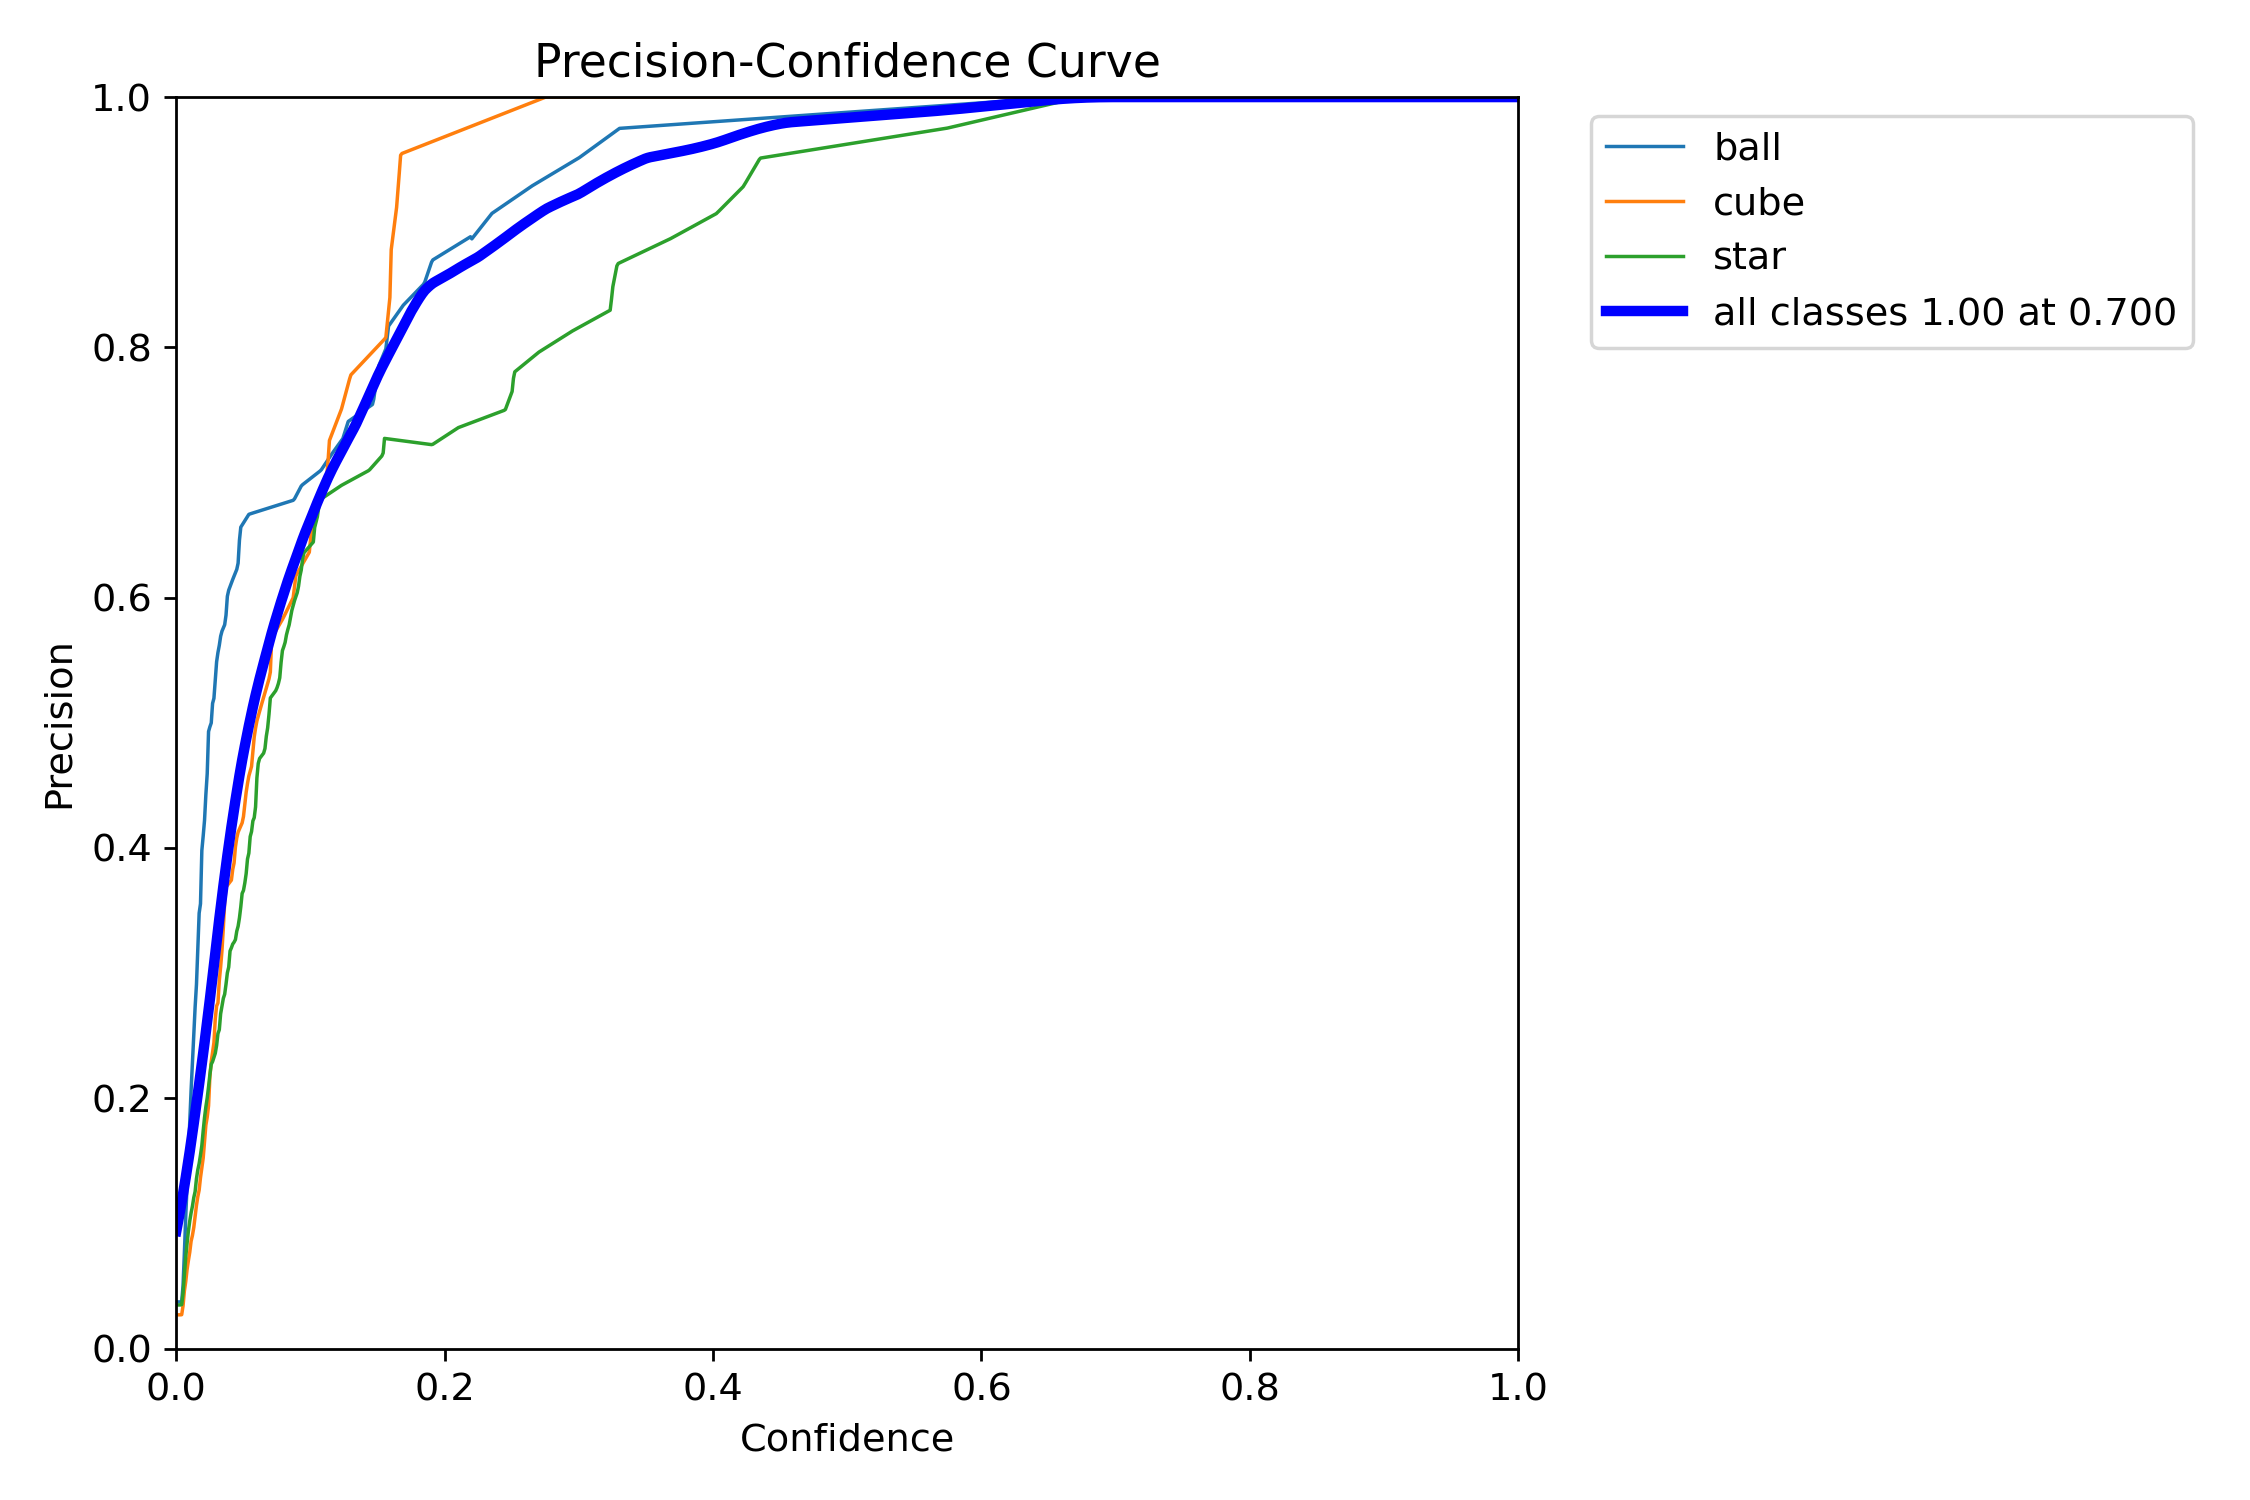 Precision-Confidence Curve
1.0
0.8
0.6
0.4
0.2
0.0
Precision
0.0 0.2 0.4 0.6 0.8 1.0
Confidence
ball
cube
star
all classes 1.00 at 0.700